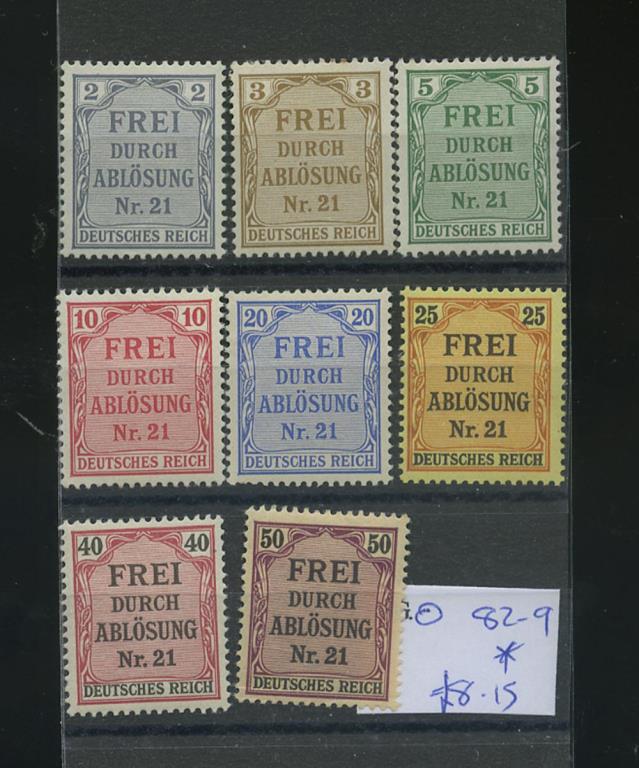 2 2
FREI
DURCH
ABLÖSUNG
Nr. 21
DEUTSCHES REICH
3 3
FREI
DURCH
ABLÖSUNG
Nr. 21
DEUTSCHES REICH
5 5
FREI
DURCH
ABLÖSUNG
Nr. 21
DEUTSCHES REICH
10 10
FREI
DURCH
ABLÖSUNG
Nr. 21
DEUTSCHES REICH
20 20
FREI
DURCH
ABLÖSUNG
Nr. 21
DEUTSCHES REICH
25 25
FREI
DURCH
ABLÖSUNG
Nr. 21
DEUTSCHES REICH
40 40
FREI
DURCH
ABLÖSUNG
Nr. 21
DEUTSCHES REICH
50 50
FREI
DURCH
ABLÖSUNG
Nr. 21
DEUTSCHES REICH
G. O 82-9
*
£8.15